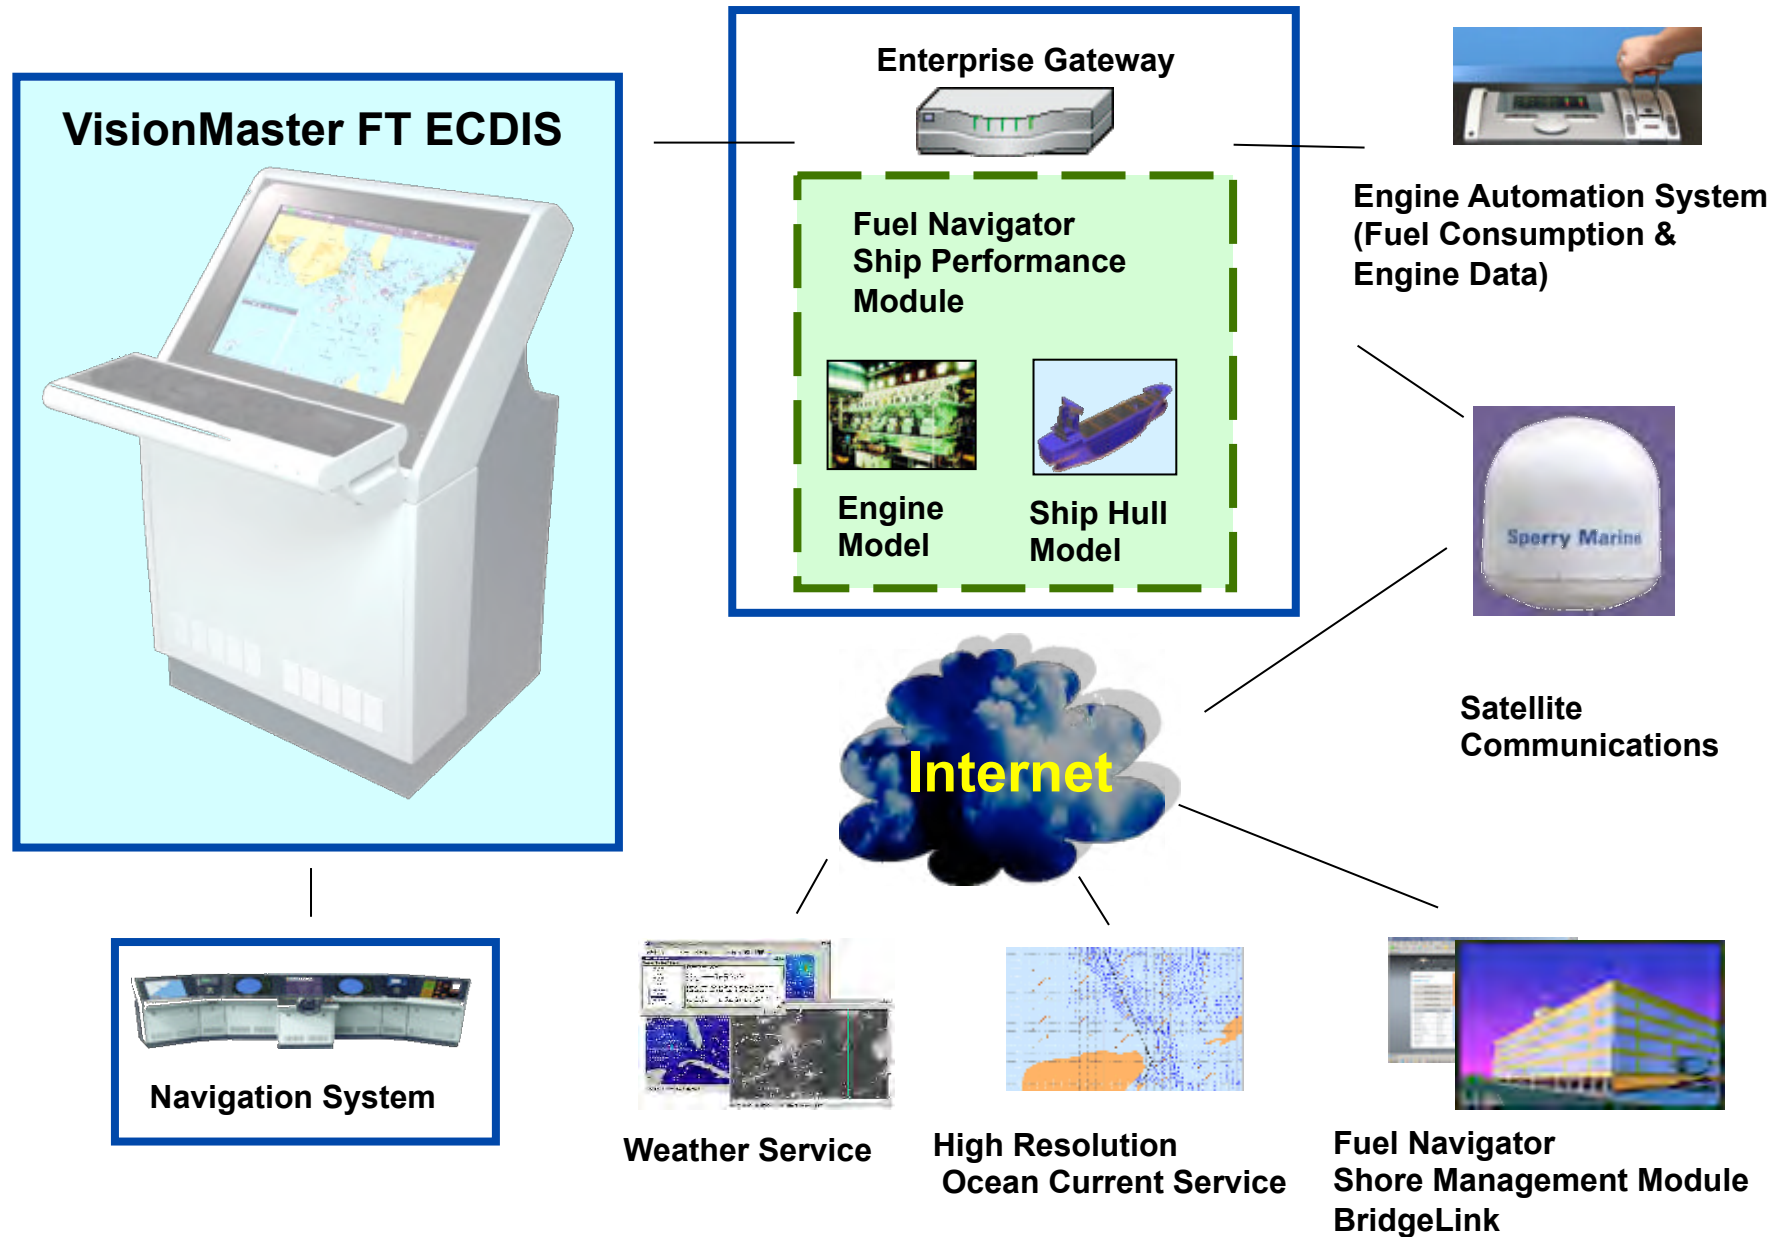 VisionMaster FT ECDIS
Enterprise Gateway
Fuel Navigator
Ship Performance
Module
Engine
Model
Ship Hull
Model
Engine Automation System
(Fuel Consumption &
Engine Data)
Sperry Marine
Satellite
Communications
Internet
Navigation System
Weather Service
High Resolution
Ocean Current Service
Fuel Navigator
Shore Management Module
BridgeLink